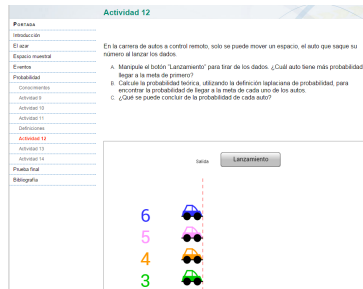 Actividad 12
PORTADA
Introducción
El azar
Espacio muestral
Eventos
Probabilidad
Conocimientos
Actividad 9
Actividad 10
Actividad 11
Definiciones
Actividad 12
Actividad 13
Actividad 14
Prueba final
Bibliografía
En la carrera de autos a control remoto, solo se puede mover un espacio, el auto que saque su
número al lanzar los dados.
A. Manipule el botón "Lanzamiento" para tirar de los dados. ¿Cuál auto tiene más probabilidad
llegar a la meta de primero?
B. Calcule la probabilidad teórica, utilizando la definición laplaciana de probabilidad, para
encontrar la probabilidad de llegar a la meta de cada uno de los autos.
C. ¿Qué se puede concluir de la probabilidad de cada auto?
Salida
Lanzamiento
6
5
4
3